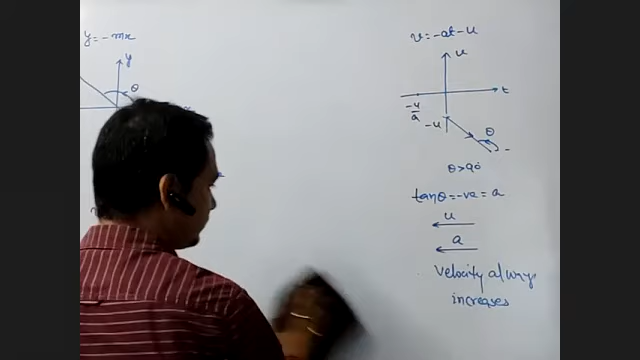 y = -mx
y
θ
v = -at - u
v
t
-u/a
-u
θ
θ > 90°
tanθ = -ve = a
u
a
Velocity always
increases